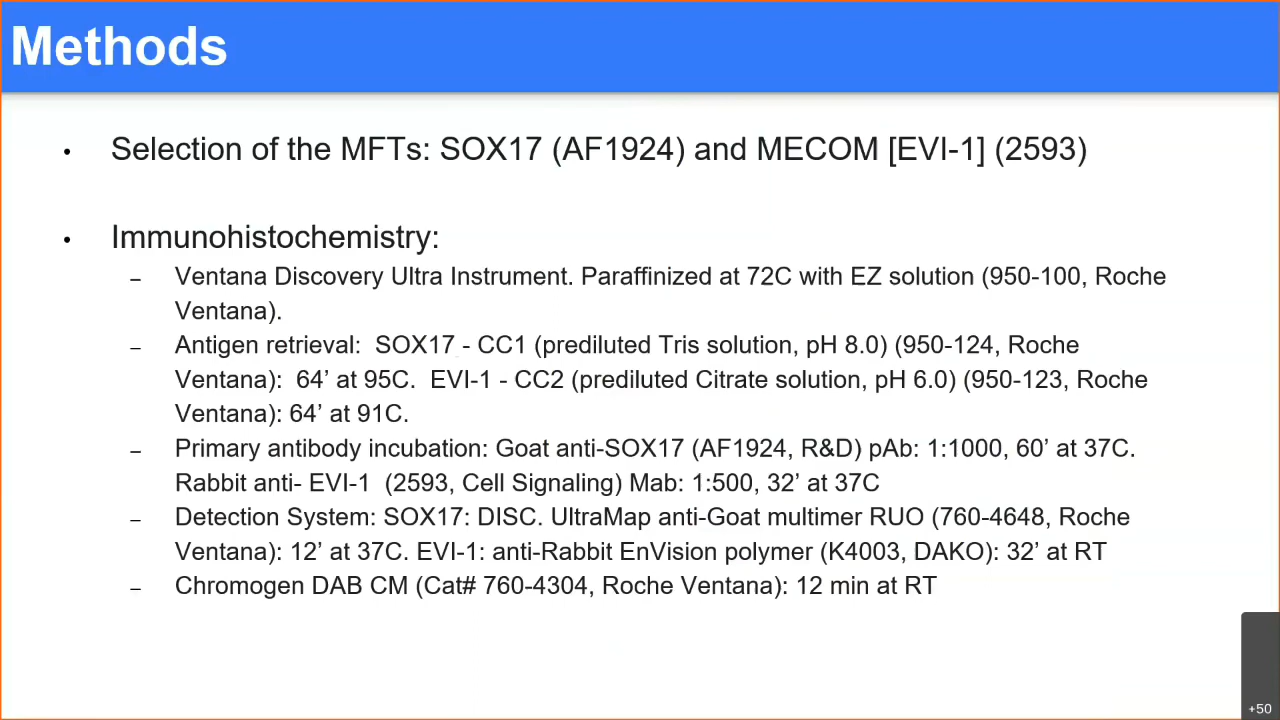 Methods
• Selection of the MFTs: SOX17 (AF1924) and MECOM [EVI-1] (2593)
• Immunohistochemistry:
– Ventana Discovery Ultra Instrument. Paraffinized at 72C with EZ solution (950-100, Roche
Ventana).
– Antigen retrieval:  SOX17 - CC1 (prediluted Tris solution, pH 8.0) (950-124, Roche
Ventana):  64’ at 95C.  EVI-1 - CC2 (prediluted Citrate solution, pH 6.0) (950-123, Roche
Ventana): 64’ at 91C.
– Primary antibody incubation: Goat anti-SOX17 (AF1924, R&D) pAb: 1:1000, 60’ at 37C.
Rabbit anti- EVI-1  (2593, Cell Signaling) Mab: 1:500, 32’ at 37C
– Detection System: SOX17: DISC. UltraMap anti-Goat multimer RUO (760-4648, Roche
Ventana): 12’ at 37C. EVI-1: anti-Rabbit EnVision polymer (K4003, DAKO): 32’ at RT
– Chromogen DAB CM (Cat# 760-4304, Roche Ventana): 12 min at RT
+50